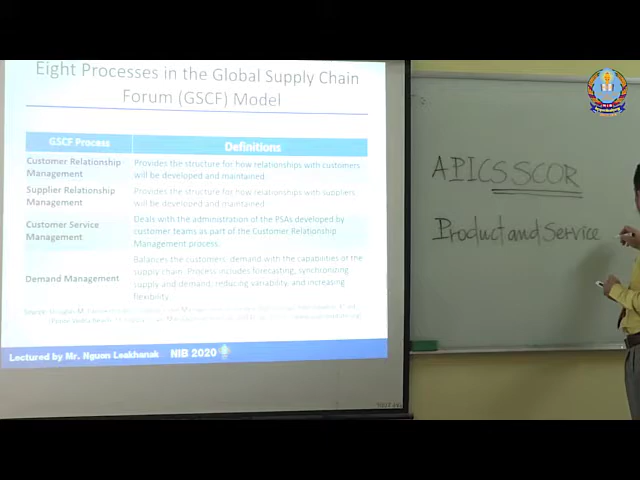 Eight Processes in the Global Supply Chain
Forum (GSCF) Model
GSCF Process
Definitions
Customer Relationship
Management
Provides the structure for how relationships with customers
will be developed and maintained
Supplier Relationship
Management
Provides the structure for how relationships with suppliers
will be developed and maintained
Customer Service
Management
Deals with the administration of the PSAs developed by
customer teams as part of the Customer Relationship
Management process.
Demand Management
Balances the customers' demand with the capabilities of the
supply chain. Process includes forecasting, synchronizing
supply and demand, reducing variability, and increasing
flexibility.
Lectured by Mr. Nguon Leakhanak NIB 2020
APICS SCOR
Product and Service